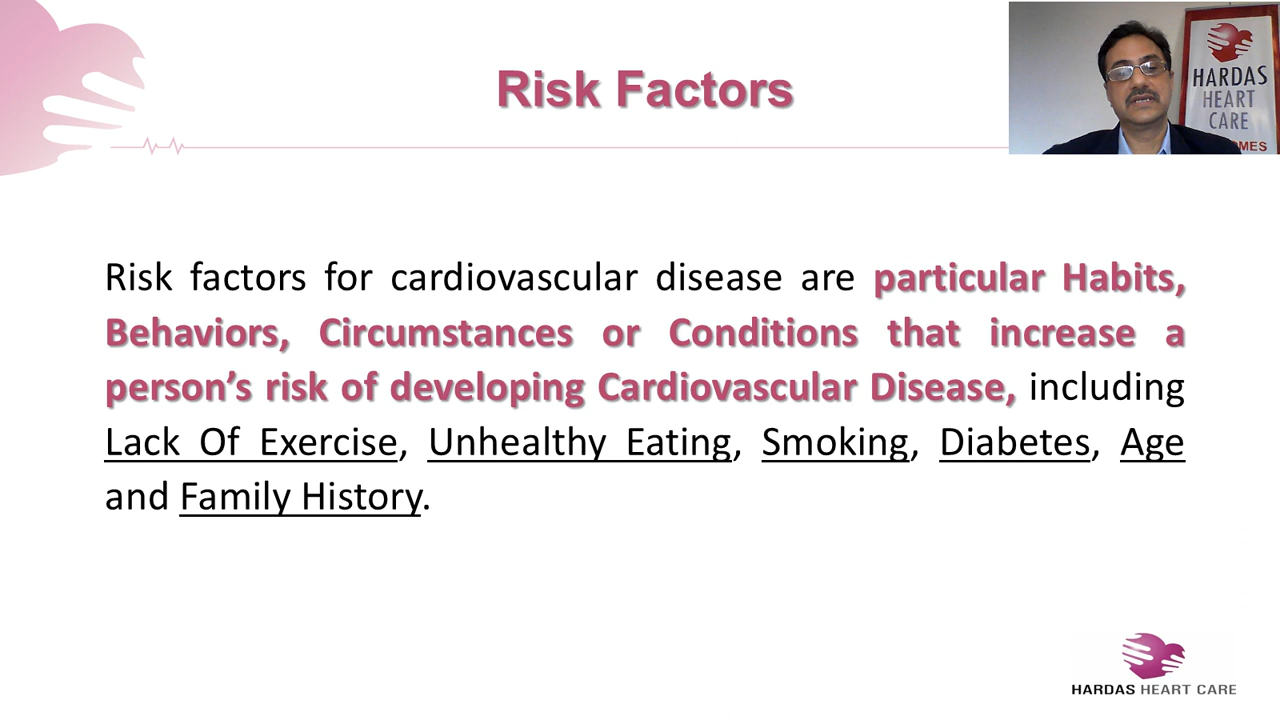 Risk Factors
HARDAS
HEART
CARE
Risk factors for cardiovascular disease are particular Habits,
Behaviors, Circumstances or Conditions that increase a
person’s risk of developing Cardiovascular Disease, including
Lack Of Exercise, Unhealthy Eating, Smoking, Diabetes, Age
and Family History.
HARDAS HEART CARE